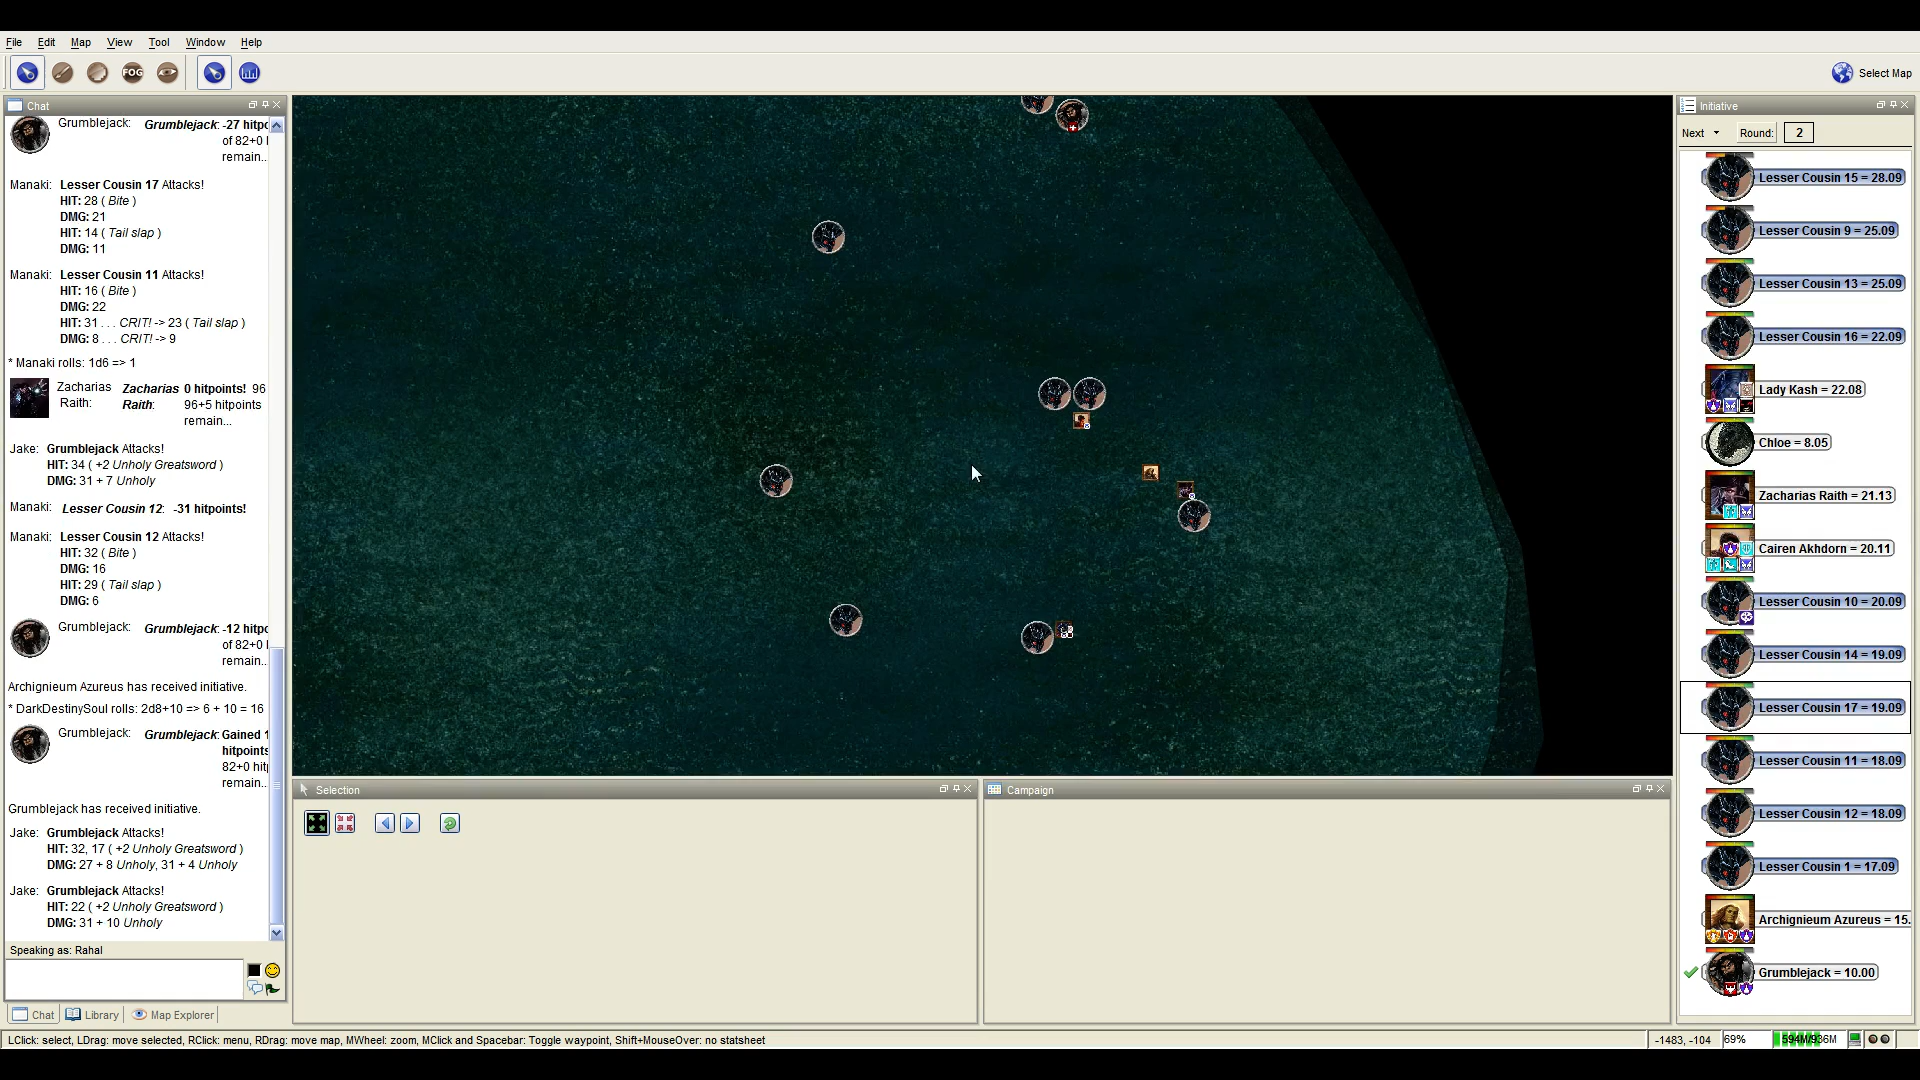 File Edit Map View Tool Window Help
FOG
Select Map
Chat
Grumblejack: Grumblejack: -27 hitpo
of 82+0
remain...
Manaki: Lesser Cousin 17 Attacks!
HIT: 28 ( Bite )
DMG: 21
HIT: 14 ( Tail slap )
DMG: 11
Manaki: Lesser Cousin 11 Attacks!
HIT: 16 ( Bite )
DMG: 22
HIT: 31 . . . CRIT! -> 23 ( Tail slap )
DMG: 8 . . . CRIT! -> 9
* Manaki rolls: 1d6 => 1
Zacharias Raith: Zacharias Raith: 0 hitpoints! 96
96+5 hitpoints
remain...
Jake: Grumblejack Attacks!
HIT: 34 ( +2 Unholy Greatsword )
DMG: 31 + 7 Unholy
Manaki: Lesser Cousin 12: -31 hitpoints!
Manaki: Lesser Cousin 12 Attacks!
HIT: 32 ( Bite )
DMG: 16
HIT: 29 ( Tail slap )
DMG: 6
Grumblejack: Grumblejack: -12 hitpo
of 82+0
remain...
Archignieum Azureus has received initiative.
* DarkDestinySoul rolls: 2d8+10 => 6 + 10 = 16
Grumblejack: Grumblejack: Gained 1
hitpoints
82+0 hit
remain...
Grumblejack has received initiative.
Jake: Grumblejack Attacks!
HIT: 32, 17 ( +2 Unholy Greatsword )
DMG: 27 + 8 Unholy, 31 + 4 Unholy
Jake: Grumblejack Attacks!
HIT: 22 ( +2 Unholy Greatsword )
DMG: 31 + 10 Unholy
Speaking as: Rahal
Chat Library Map Explorer
Selection
Campaign
Initiative
Next Round: 2
Lesser Cousin 15 = 28.09
Lesser Cousin 9 = 25.09
Lesser Cousin 13 = 25.09
Lesser Cousin 16 = 22.09
Lady Kash = 22.08
Chloe = 8.05
Zacharias Raith = 21.13
Cairen Akhdorn = 20.11
Lesser Cousin 10 = 20.09
Lesser Cousin 14 = 19.09
Lesser Cousin 17 = 19.09
Lesser Cousin 11 = 18.09
Lesser Cousin 12 = 18.09
Lesser Cousin 1 = 17.09
Archignieum Azureus = 15.
Grumblejack = 10.00
LClick: select, LDrag: move selected, RClick: menu, RDrag: move map, MWheel: zoom, MClick and Spacebar: Toggle waypoint, Shift+MouseOver: no statsheet
-1483, -104 69% 594M/936M